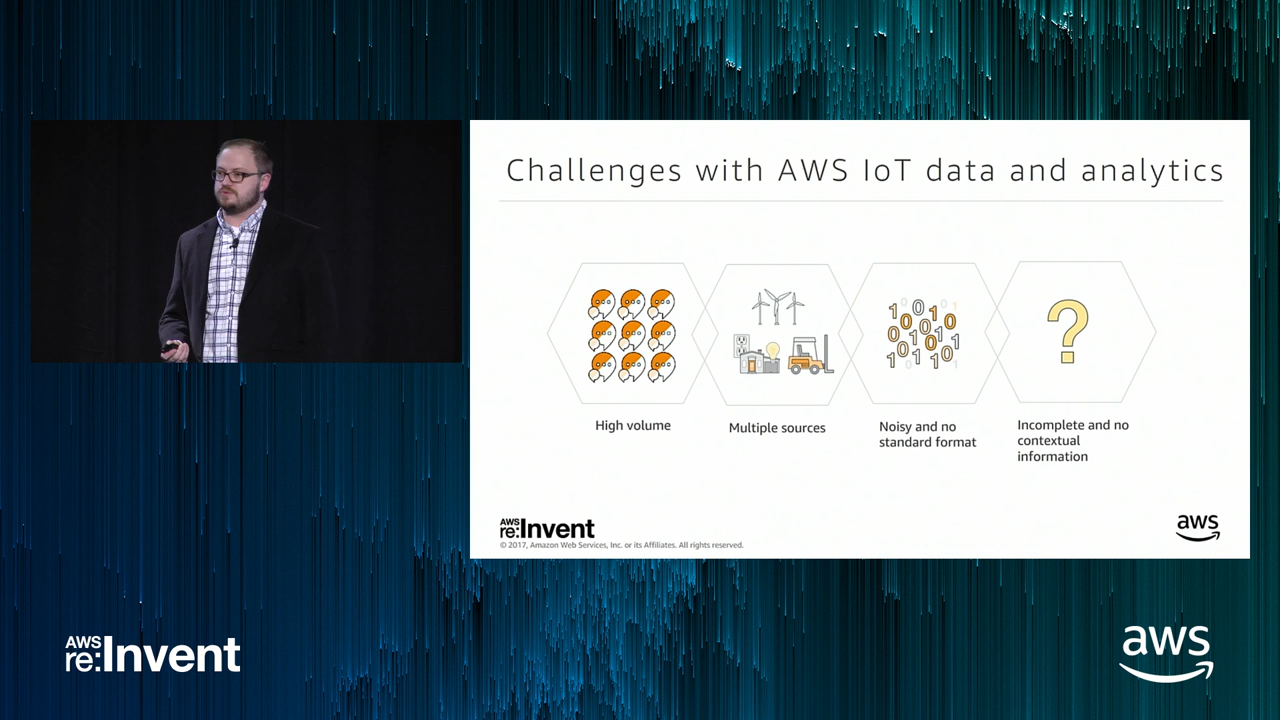 Challenges with AWS IoT data and analytics
High volume
Multiple sources
Noisy and no
standard format
Incomplete and no
contextual
information
AWS
re:Invent
© 2017, Amazon Web Services, Inc. or its Affiliates. All rights reserved.
aws
AWS
re:Invent
aws